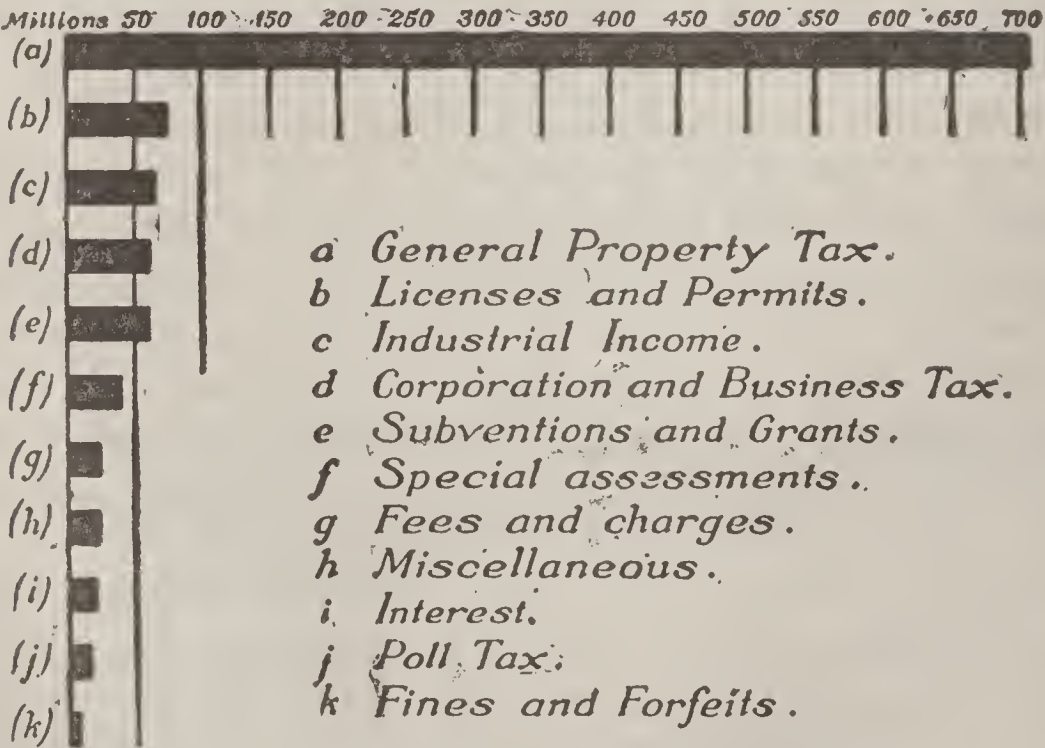 Millions 50 100 150 200 250 300 350 400 450 500 550 600 650 700
(a)
(b)
(c)
(d)
(e)
(f)
(g)
(h)
(i)
(j)
(k)
a General Property Tax.
b Licenses and Permits.
c Industrial Income.
d Corporation and Business Tax.
e Subventions and Grants.
f Special assessments.
g Fees and charges.
h Miscellaneous.
i Interest.
j Poll Tax.
k Fines and Forfeits.